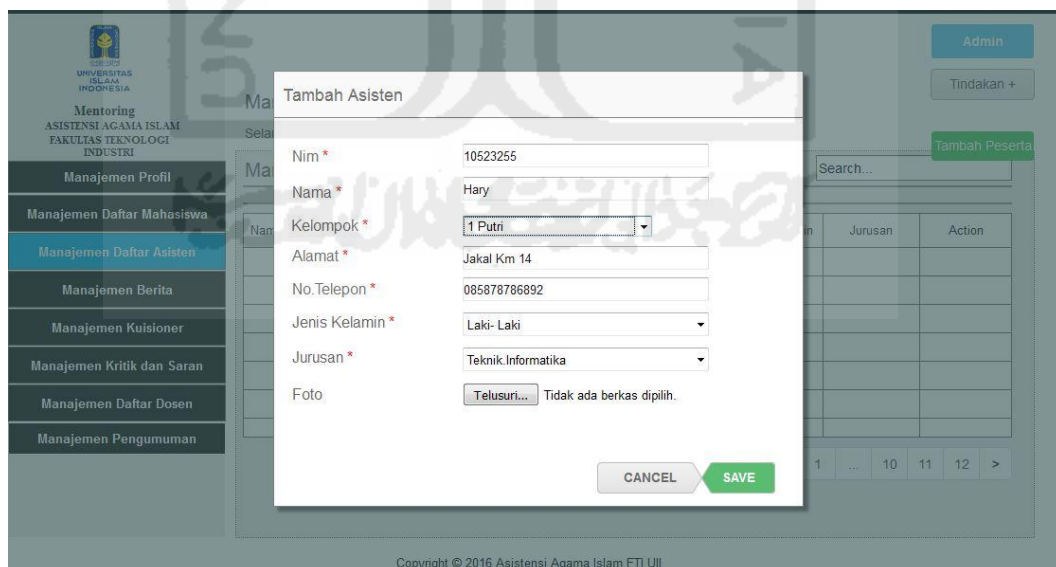 UNIVERSITAS
ISLAM
INDONESIA
Mentoring
ASISTENSI AGAMA ISLAM
FAKULTAS TEKNOLOGI
INDUSTRI
Manajemen Profil
Manajemen Daftar Mahasiswa
Manajemen Daftar Asisten
Manajemen Berita
Manajemen Kuisioner
Manajemen Kritik dan Saran
Manajemen Daftar Dosen
Manajemen Pengumuman
Admin
Tindakan +
Tambah Peserta
Search...
Jurusan Action
Tambah Asisten
Nim * 10523255
Nama * Hary
Kelompok * 1 Putri
Alamat * Jakal Km 14
No.Telepon * 085878786892
Jenis Kelamin * Laki- Laki
Jurusan * Teknik.Informatika
Foto Telusuri... Tidak ada berkas dipilih.
CANCEL SAVE
1 ... 10 11 12 >
Copyright © 2016 Asistensi Agama Islam FTI UII